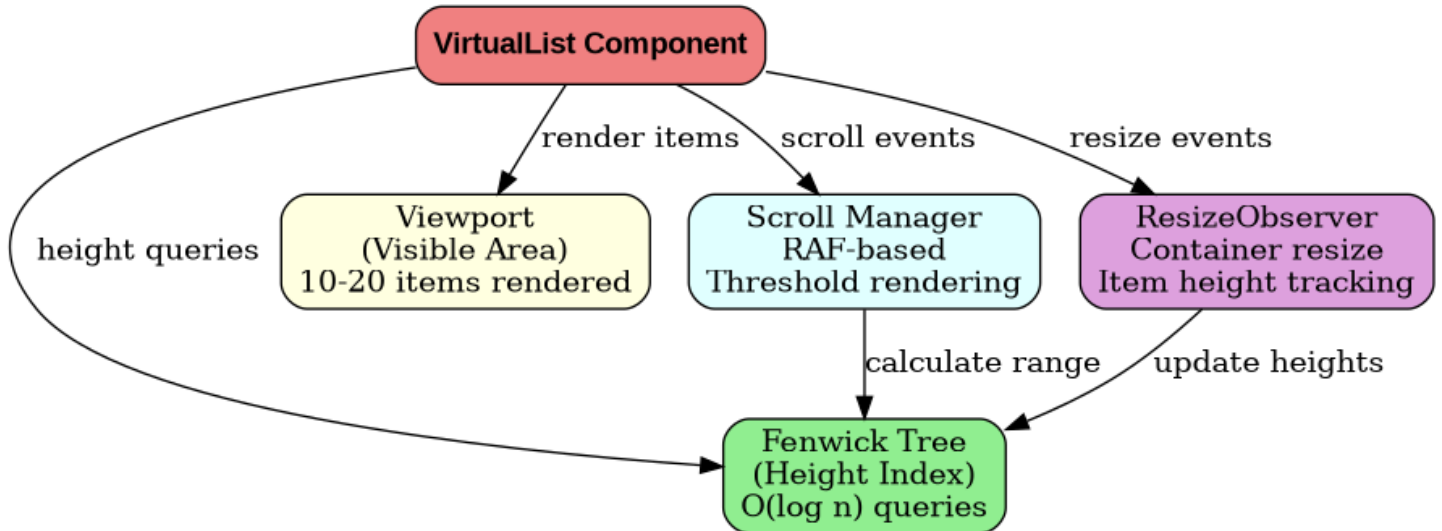 VirtualList Component
render items
scroll events
resize events
height queries
Viewport
(Visible Area)
10-20 items rendered
Scroll Manager
RAF-based
Threshold rendering
ResizeObserver
Container resize
Item height tracking
calculate range
update heights
Fenwick Tree
(Height Index)
O(log n) queries